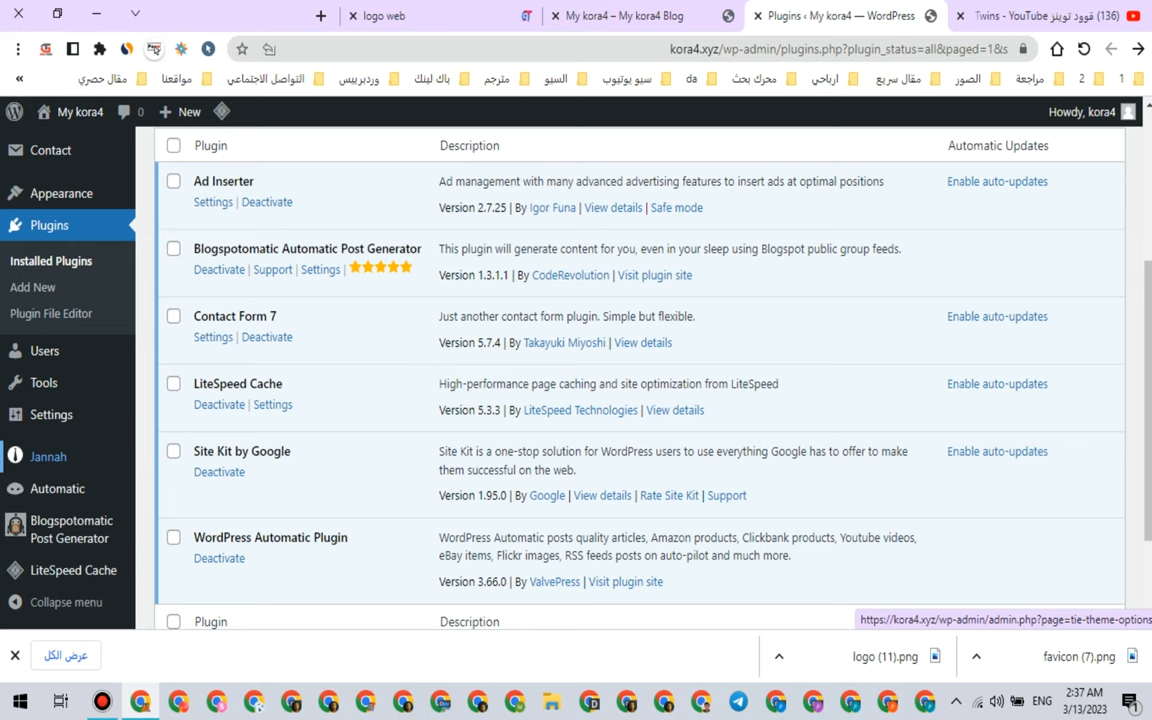 logo web
My kora4 – My kora4 Blog
Plugins ‹ My kora4 — WordPress
(136) قوود توينز Twins - YouTube
kora4.xyz/wp-admin/plugins.php?plugin_status=all&paged=1&s
«
مقال حصري
مواقعنا
التواصل الاجتماعي
وردبرييس
باك لينك
السيو
مترجم
سيو يوتيوب
da
محرك بحث
ارباحي
مقال سريع
الصور
مراجعة
2
1
My kora4
0
New
Howdy, kora4
Contact
Appearance
Plugins
Installed Plugins
Add New
Plugin File Editor
Users
Tools
Settings
Jannah
Automatic
Blogspotomatic
Post Generator
LiteSpeed Cache
Collapse menu
Plugin
Description
Automatic Updates
Ad Inserter
Ad management with many advanced advertising features to insert ads at optimal positions
Enable auto-updates
Settings | Deactivate
Version 2.7.25 | By Igor Funa | View details | Safe mode
Blogspotomatic Automatic Post Generator
This plugin will generate content for you, even in your sleep using Blogspot public group feeds.
Deactivate | Support | Settings |
Version 1.3.1.1 | By CodeRevolution | Visit plugin site
Contact Form 7
Just another contact form plugin. Simple but flexible.
Enable auto-updates
Settings | Deactivate
Version 5.7.4 | By Takayuki Miyoshi | View details
LiteSpeed Cache
High-performance page caching and site optimization from LiteSpeed
Enable auto-updates
Deactivate | Settings
Version 5.3.3 | By LiteSpeed Technologies | View details
Site Kit by Google
Site Kit is a one-stop solution for WordPress users to use everything Google has to offer to make
them successful on the web.
Enable auto-updates
Deactivate
Version 1.95.0 | By Google | View details | Rate Site Kit | Support
WordPress Automatic Plugin
WordPress Automatic posts quality articles, Amazon products, Clickbank products, Youtube videos,
eBay items, Flickr images, RSS feeds posts on auto-pilot and much more.
Deactivate
Version 3.66.0 | By ValvePress | Visit plugin site
Plugin
Description
https://kora4.xyz/wp-admin/admin.php?page=tie-theme-options
عرض الكل
logo (11).png
favicon (7).png
ENG
2:37 AM
3/13/2023
1